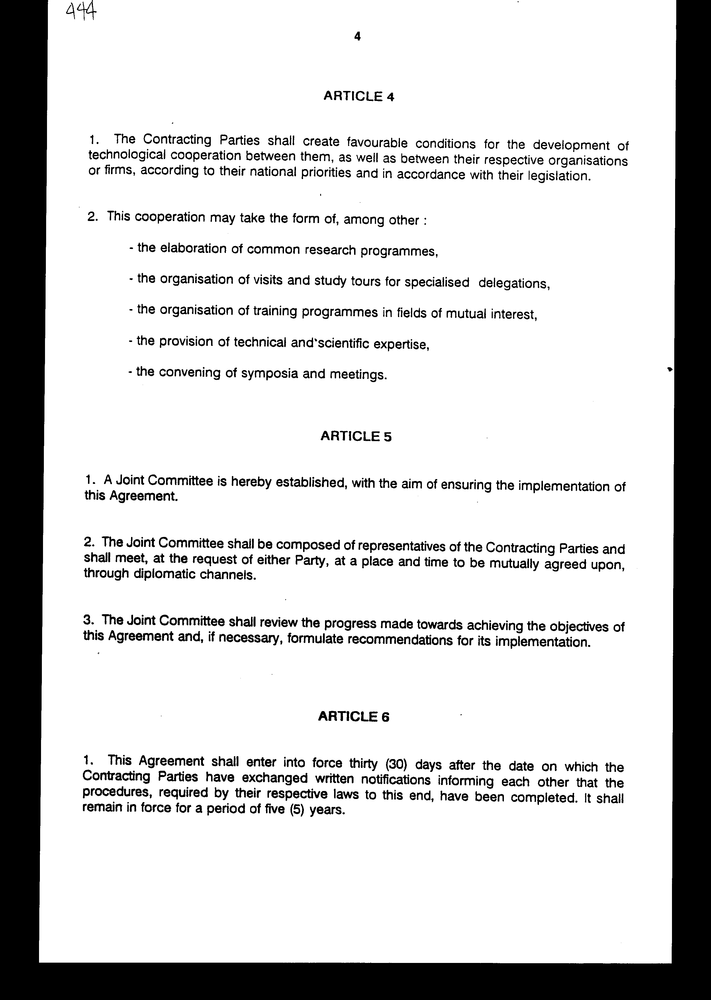 444
4
ARTICLE 4
1. The Contracting Parties shall create favourable conditions for the development of
technological cooperation between them, as well as between their respective organisations
or firms, according to their national priorities and in accordance with their legislation.
2. This cooperation may take the form of, among other :
- the elaboration of common research programmes,
- the organisation of visits and study tours for specialised delegations,
- the organisation of training programmes in fields of mutual interest,
- the provision of technical and scientific expertise,
- the convening of symposia and meetings.
ARTICLE 5
1. A Joint Committee is hereby established, with the aim of ensuring the implementation of
this Agreement.
2. The Joint Committee shall be composed of representatives of the Contracting Parties and
shall meet, at the request of either Party, at a place and time to be mutually agreed upon,
through diplomatic channels.
3. The Joint Committee shall review the progress made towards achieving the objectives of
this Agreement and, if necessary, formulate recommendations for its implementation.
ARTICLE 6
1. This Agreement shall enter into force thirty (30) days after the date on which the
Contracting Parties have exchanged written notifications informing each other that the
procedures, required by their respective laws to this end, have been completed. It shall
remain in force for a period of five (5) years.